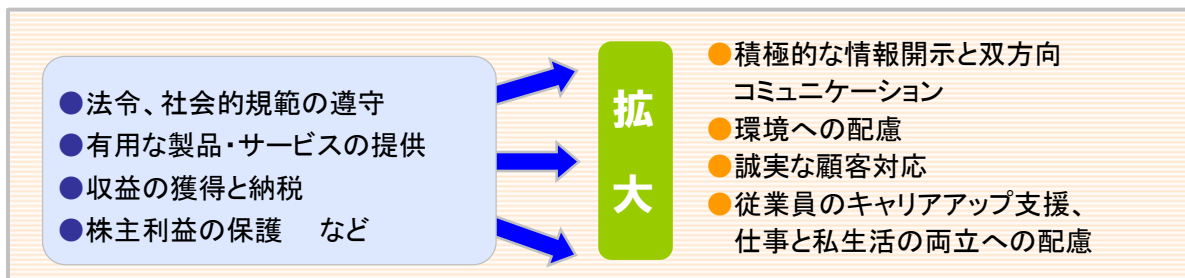 ●法令、社会的規範の遵守
●有用な製品・サービスの提供
●収益の獲得と納税
●株主利益の保護　など
拡
大
●積極的な情報開示と双方向
コミュニケーション
●環境への配慮
●誠実な顧客対応
●従業員のキャリアアップ支援、
仕事と私生活の両立への配慮